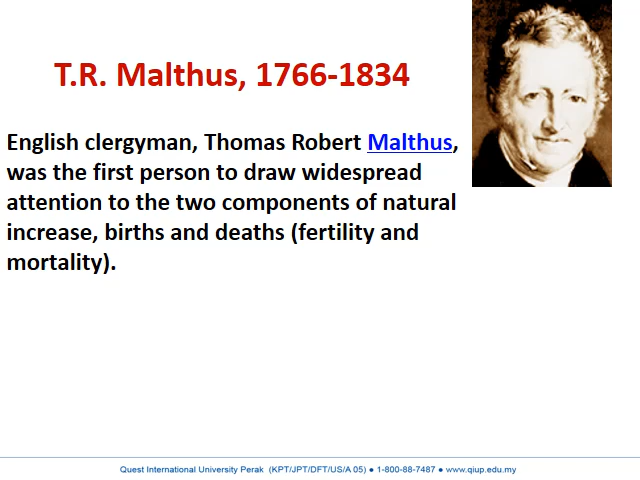 T.R. Malthus, 1766-1834
English clergyman, Thomas Robert Malthus,
was the first person to draw widespread
attention to the two components of natural
increase, births and deaths (fertility and
mortality).
Quest International University Perak (KPT/JPT/DFT/US/A 05) ● 1-800-88-7487 ● www.qiup.edu.my